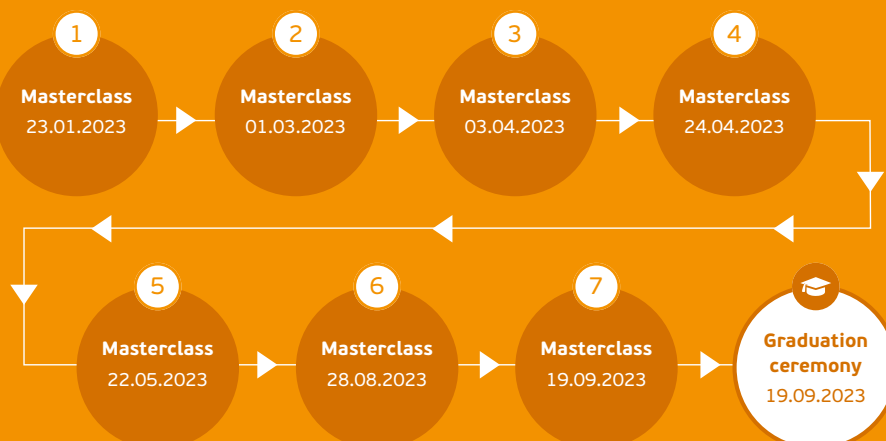 1
Masterclass
23.01.2023
2
Masterclass
01.03.2023
3
Masterclass
03.04.2023
4
Masterclass
24.04.2023
5
Masterclass
22.05.2023
6
Masterclass
28.08.2023
7
Masterclass
19.09.2023
Graduation
ceremony
19.09.2023